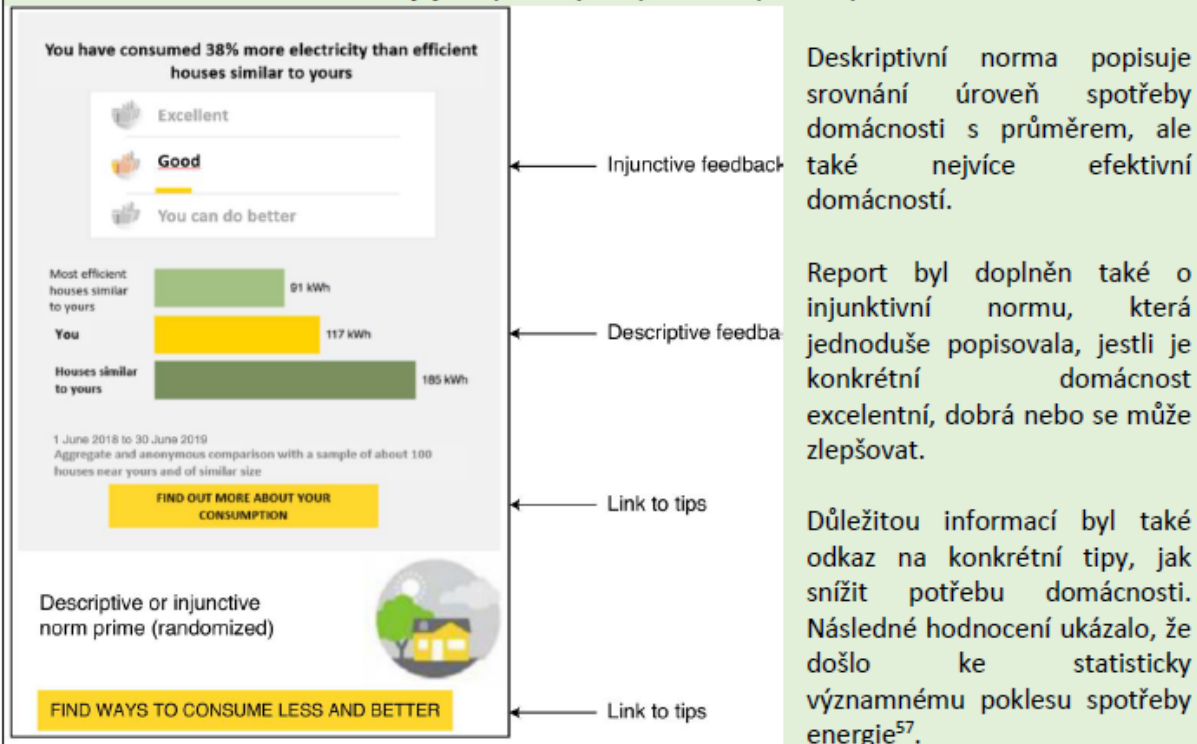 You have consumed 38% more electricity than efficient
houses similar to yours
Excellent
Good
You can do better
Most efficient
houses similar
to yours
91 kWh
You
117 kWh
Houses similar
to yours
185 kWh
1 June 2018 to 30 June 2019
Aggregate and anonymous comparison with a sample of about 100
houses near yours and of similar size
FIND OUT MORE ABOUT YOUR
CONSUMPTION
Descriptive or injunctive
norm prime (randomized)
FIND WAYS TO CONSUME LESS AND BETTER
Injunctive feedback
Descriptive feedba
Link to tips
Link to tips
Deskriptivní norma popisuje
srovnání úroveň spotřeby
domácnosti s průměrem, ale
také nejvíce efektivní
domácností.
Report byl doplněn také o
injunktivní normu, která
jednoduše popisovala, jestli je
konkrétní domácnost
excelentní, dobrá nebo se může
zlepšovat.
Důležitou informací byl také
odkaz na konkrétní tipy, jak
snížit potřebu domácnosti.
Následné hodnocení ukázalo, že
došlo ke statisticky
významnému poklesu spotřeby
energie57.